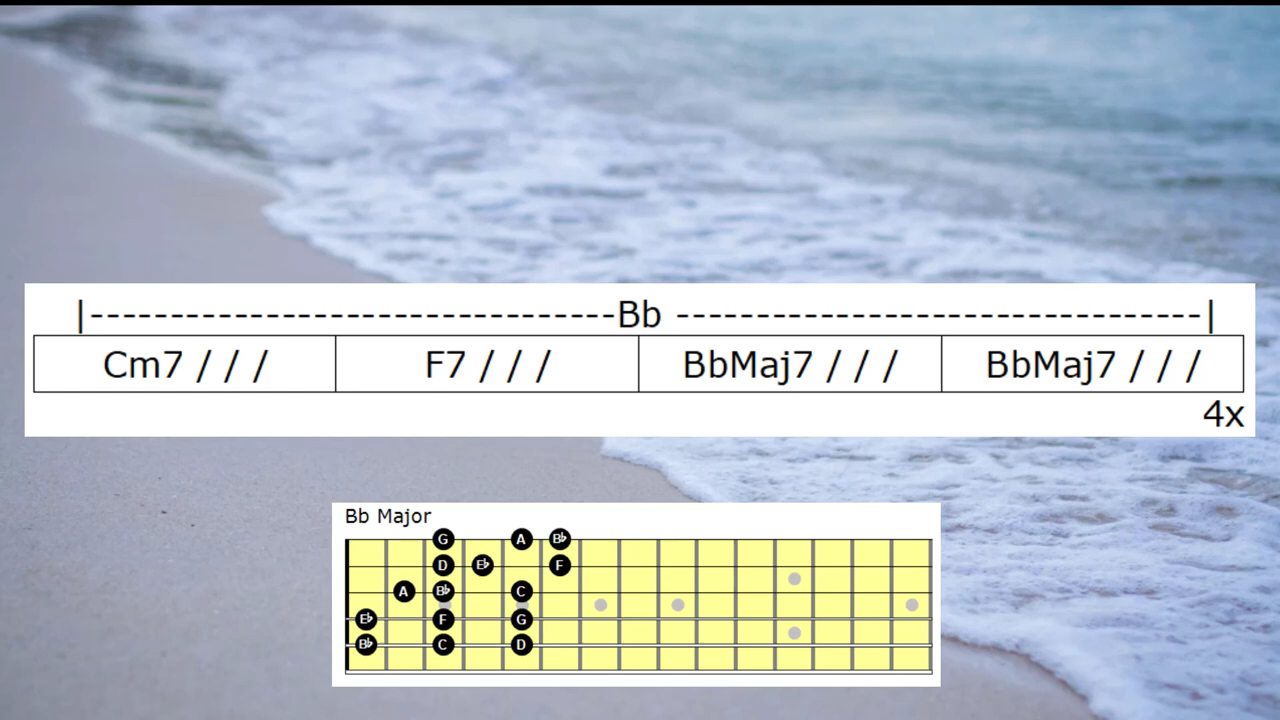 |---------------------------------Bb ---------------------------------|
Cm7 / / / F7 / / / BbMaj7 / / / BbMaj7 / / /
4x
Bb Major
G A B♭
D E♭ F
A B♭ C
E♭ F G
B♭ C D